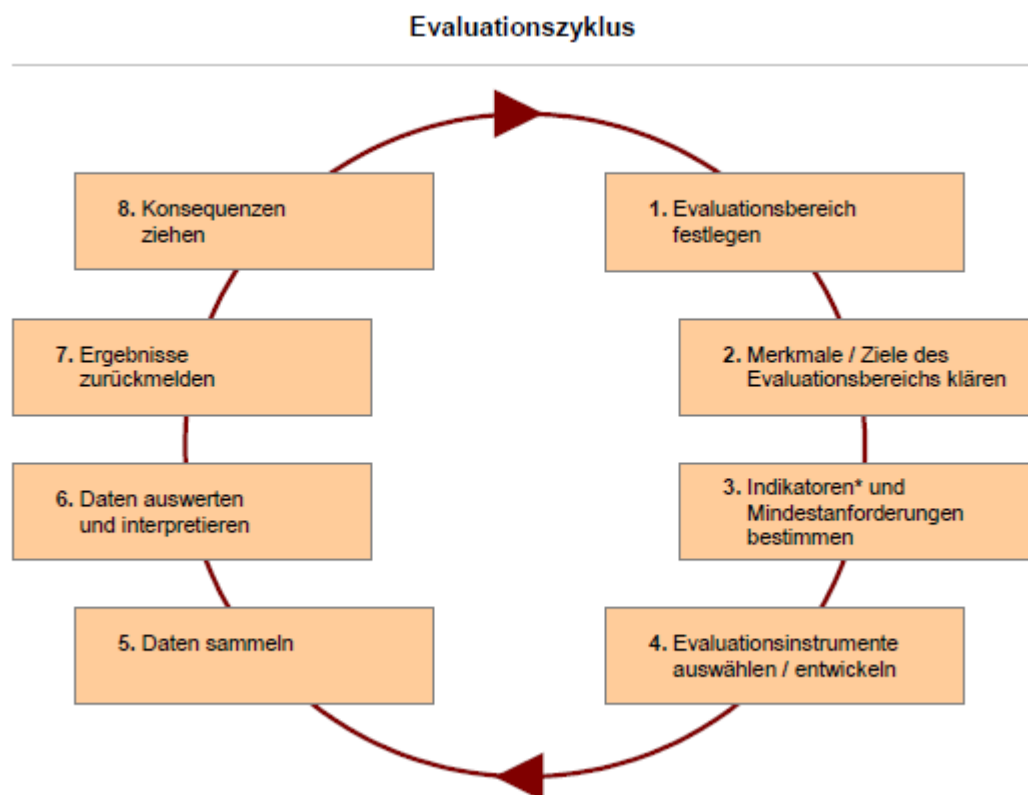 Evaluationszyklus
1. Evaluationsbereich
festlegen
2. Merkmale / Ziele des
Evaluationsbereichs klären
3. Indikatoren* und
Mindestanforderungen
bestimmen
4. Evaluationsinstrumente
auswählen / entwickeln
5. Daten sammeln
6. Daten auswerten
und interpretieren
7. Ergebnisse
zurückmelden
8. Konsequenzen
ziehen